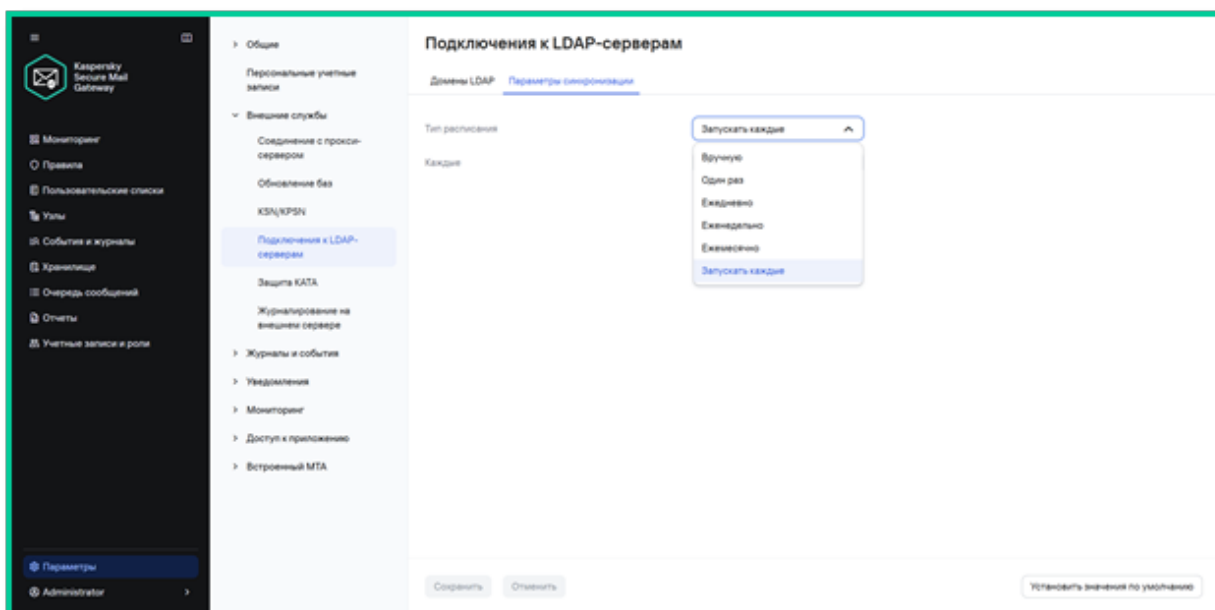 Kaspersky
Secure Mail
Gateway
Мониторинг
Правила
Пользовательские списки
Узлы
События и журналы
Хранилище
Очередь сообщений
Отчеты
Учетные записи и роли
Параметры
Administrator
Общие
Персональные учетные
записи
Внешние службы
Соединение с прокси-
сервером
Обновление баз
KSN/KPSN
Подключения к LDAP-
серверам
Защита KATA
Журналирование на
внешнем сервере
Журналы и события
Уведомления
Мониторинг
Доступ к приложению
Встроенный MTA
Подключения к LDAP-серверам
Домены LDAP Параметры синхронизации
Тип расписания Запускать каждые
Каждые
Вручную
Один раз
Ежедневно
Еженедельно
Ежемесячно
Запускать каждые
Сохранить Отменить Установить значения по умолчанию